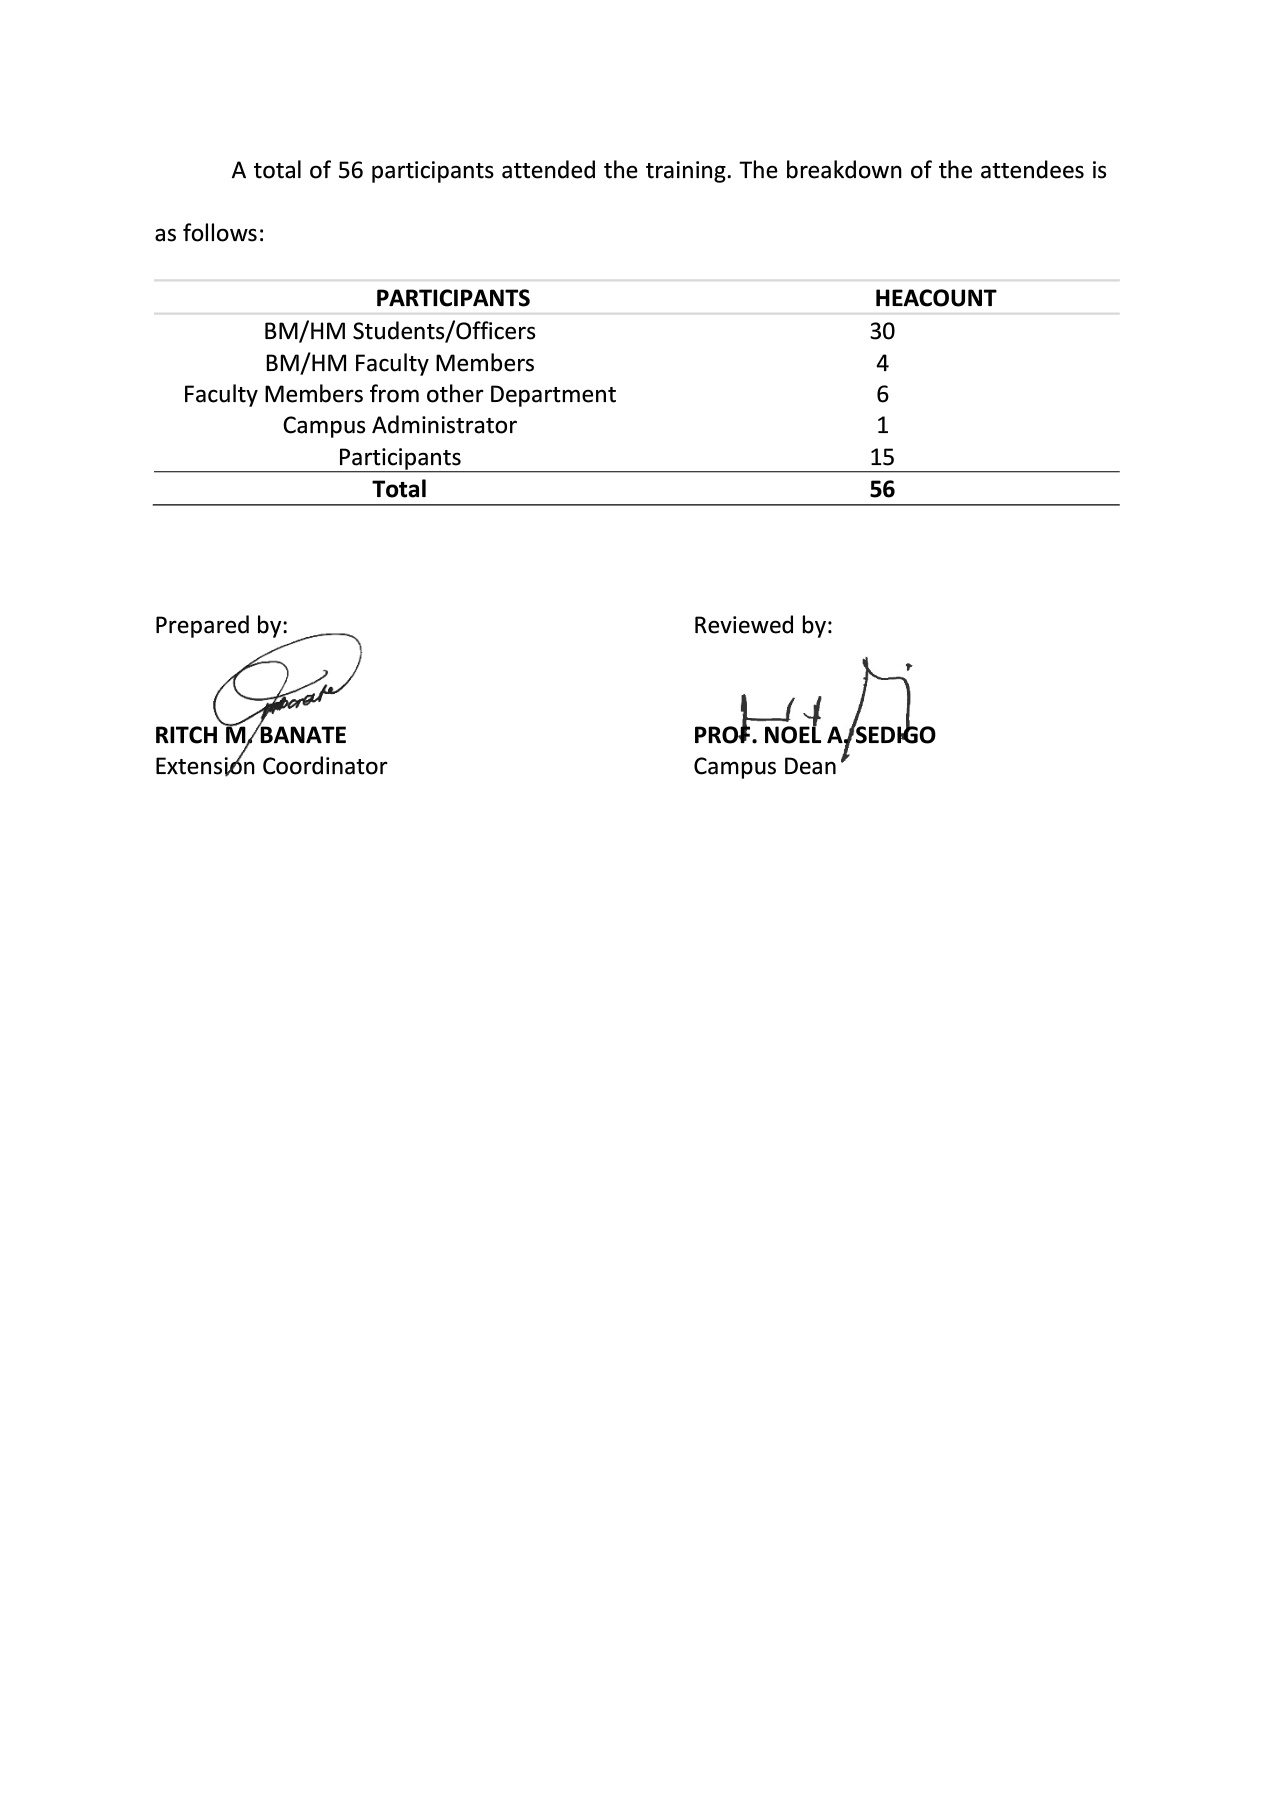 A total of 56 participants attended the training. The breakdown of the attendees is
as follows:
PARTICIPANTS HEACOUNT
BM/HM Students/Officers 30
BM/HM Faculty Members 4
Faculty Members from other Department 6
Campus Administrator 1
Participants 15
Total 56
Prepared by: Reviewed by:
RITCH M. BANATE PROF. NOEL A. SEDIGO
Extension Coordinator Campus Dean